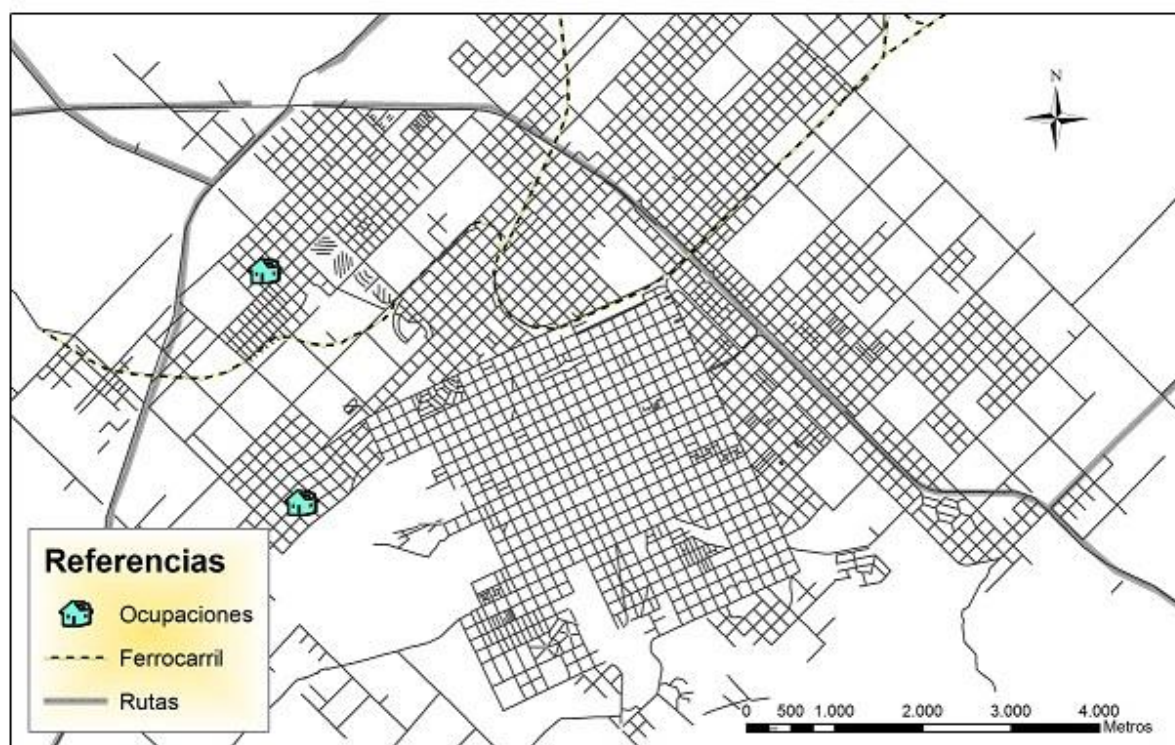 N
Referencias
Ocupaciones
Ferrocarril
Rutas
0 500 1.000 2.000 3.000 4.000
Metros